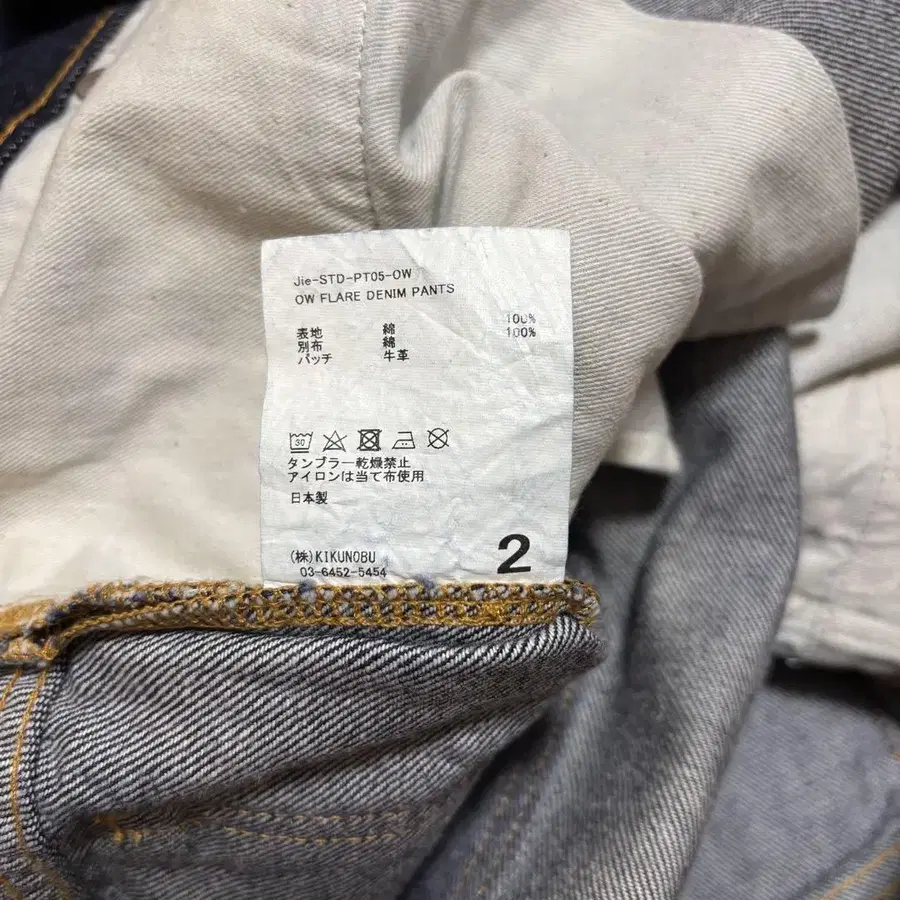 Jie-STD-PT05-OW
OW FLARE DENIM PANTS
100%
表地 綿 100%
別布 綿
パッチ 牛革
30
タンブラー乾燥禁止
アイロンは当て布使用
日本製
(株)KIKUNOBU
03-6452-5454
2